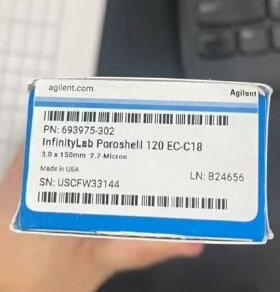 agilent.com
Agilent
PN: 693975-302
InfinityLab Poroshell 120 EC-C18
3.0 x 150mm 2.7-Micron
Made in USA
LN: B24656
SN: USCFW33144